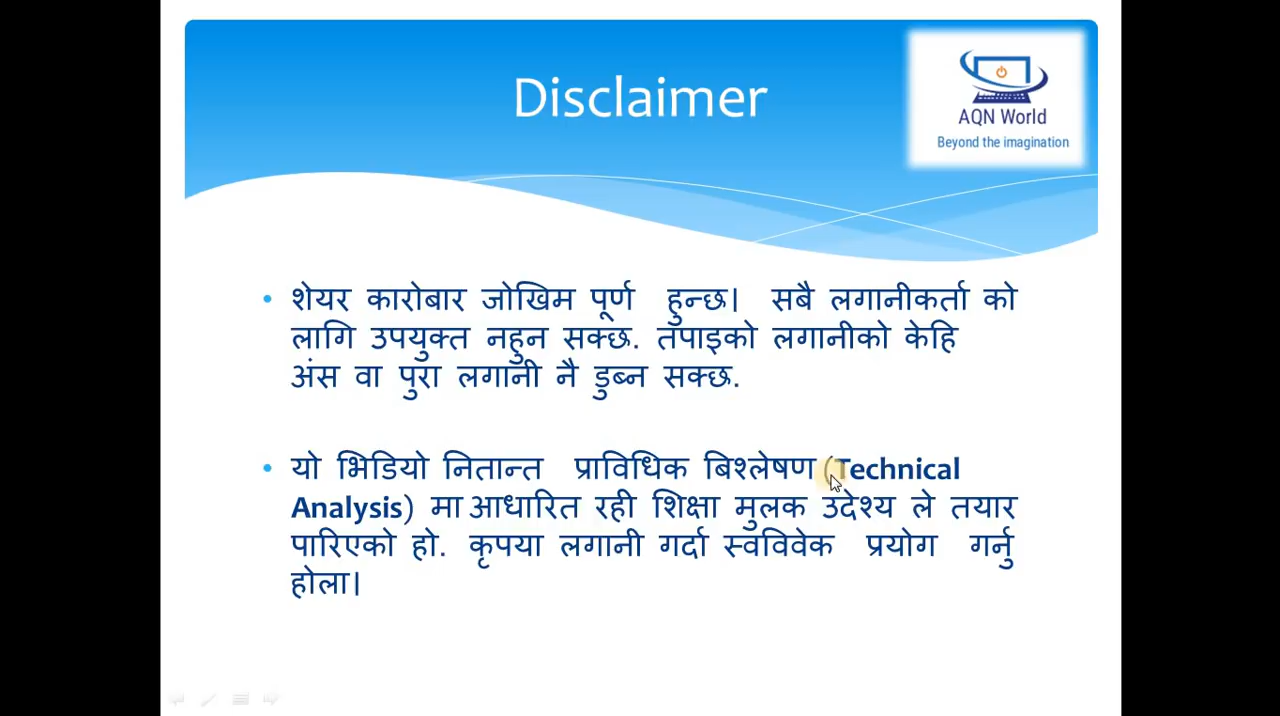 Disclaimer
AQN World
Beyond the imagination
• शेयर कारोबार जोखिम पूर्ण हुन्छ। सबै लगानीकर्ता को
लागि उपयुक्त नहुन सक्छ. तपाइको लगानीको केहि
अंस वा पुरा लगानी नै डुब्न सक्छ.
• यो भिडियो नितान्त प्राविधिक बिश्लेषण (Technical
Analysis) मा आधारित रही शिक्षा मुलक उदेश्य ले तयार
पारिएको हो. कृपया लगानी गर्दा स्वविवेक प्रयोग गर्नु
होला।